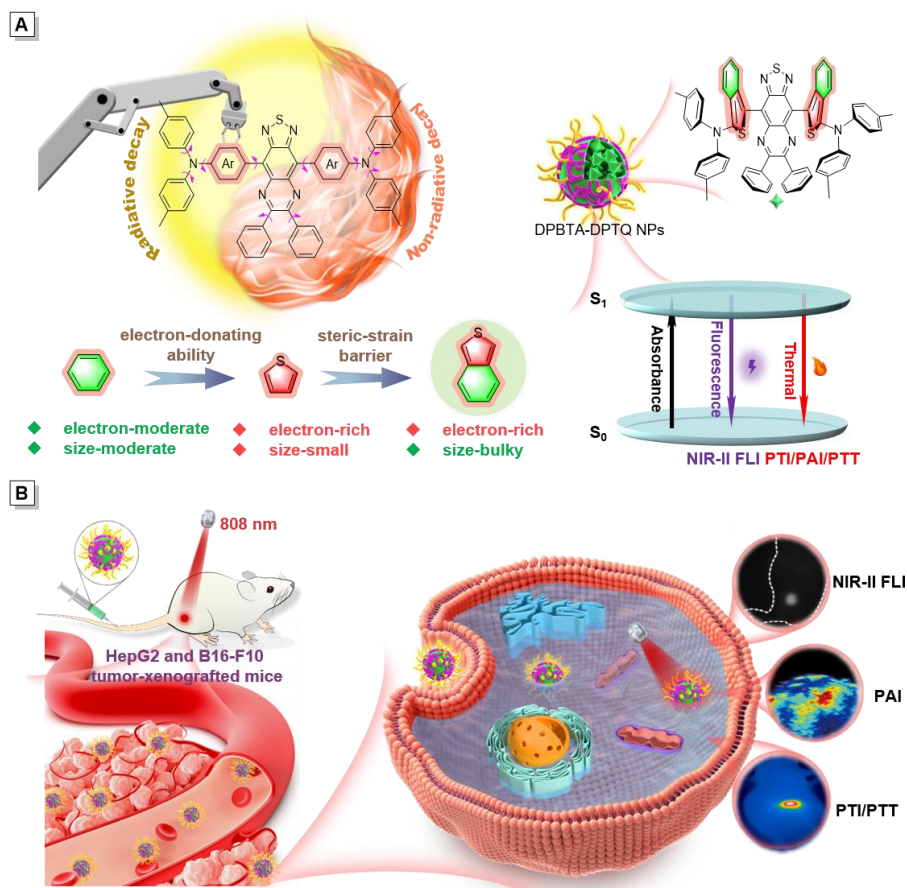 A
Radiative decay
Non-radiative decay
S
N N
N Ar Ar N
N N
S
N N
S S
N N N N
DPBTA-DPTQ NPs
electron-donating
ability
steric-strain
barrier
S
S
electron-moderate
size-moderate
electron-rich
size-small
electron-rich
size-bulky
S1
Absorbance
Fluorescence
Thermal
S0
NIR-II FLI PTI/PAI/PTT
B
808 nm
HepG2 and B16-F10
tumor-xenografted mice
NIR-II FLI
PAI
PTI/PTT